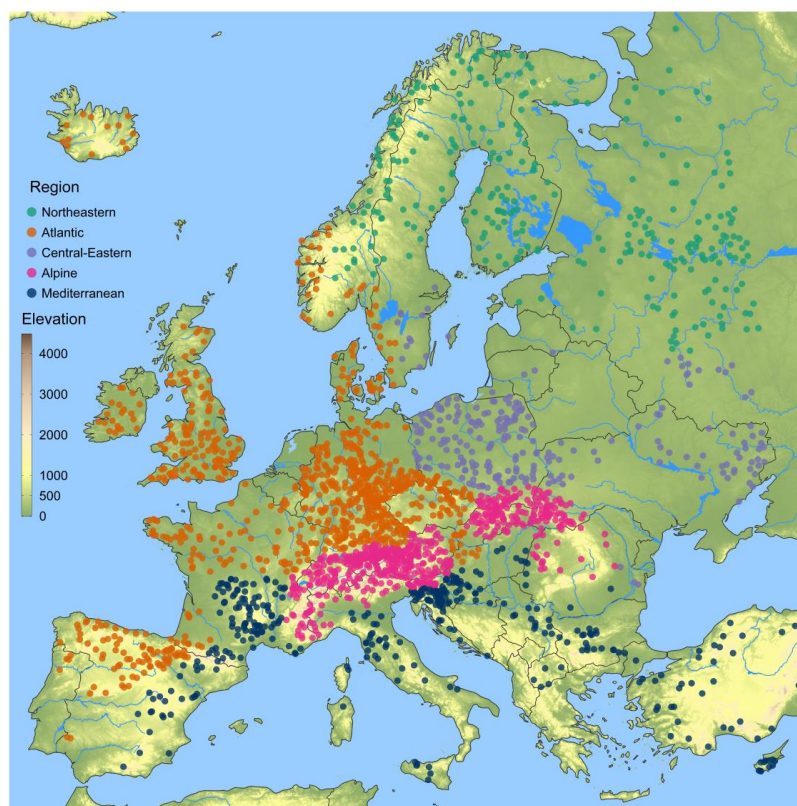 Region
Northeastern
Atlantic
Central-Eastern
Alpine
Mediterranean
Elevation
4000
3000
2000
1000
500
0